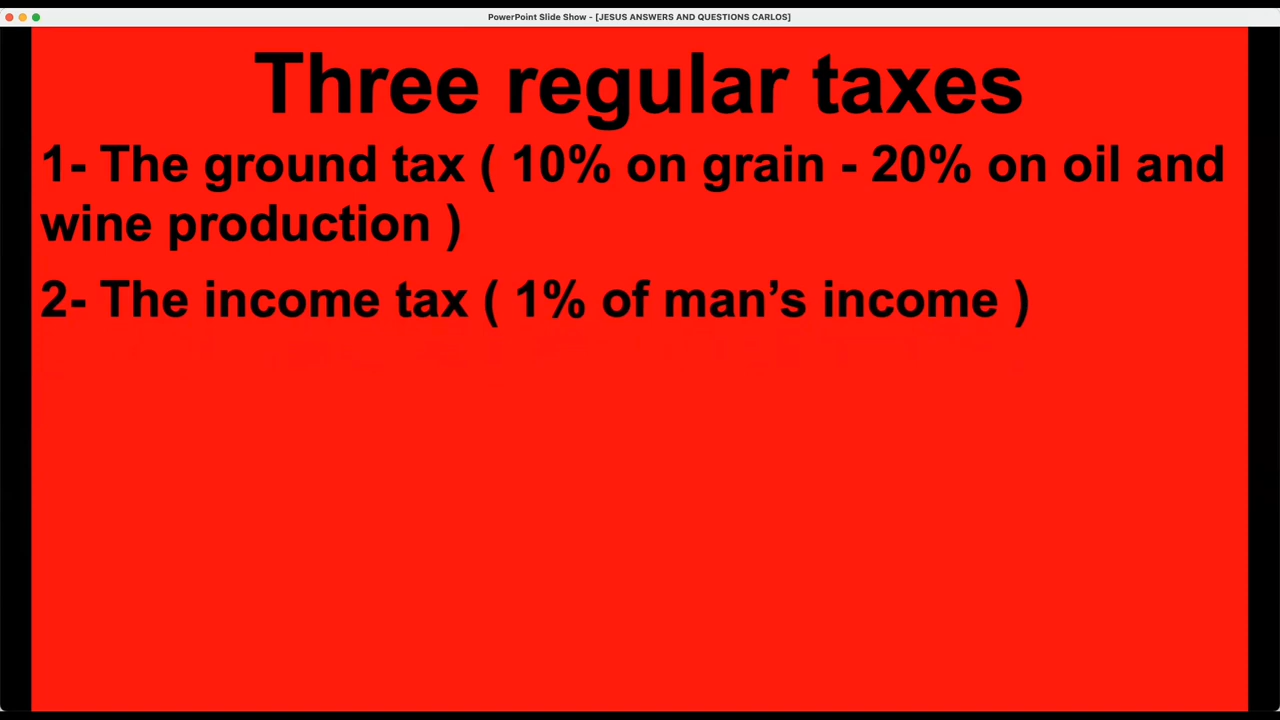 PowerPoint Slide Show - [JESUS ANSWERS AND QUESTIONS CARLOS]
Three regular taxes
1- The ground tax ( 10% on grain - 20% on oil and
wine production )
2- The income tax ( 1% of man’s income )